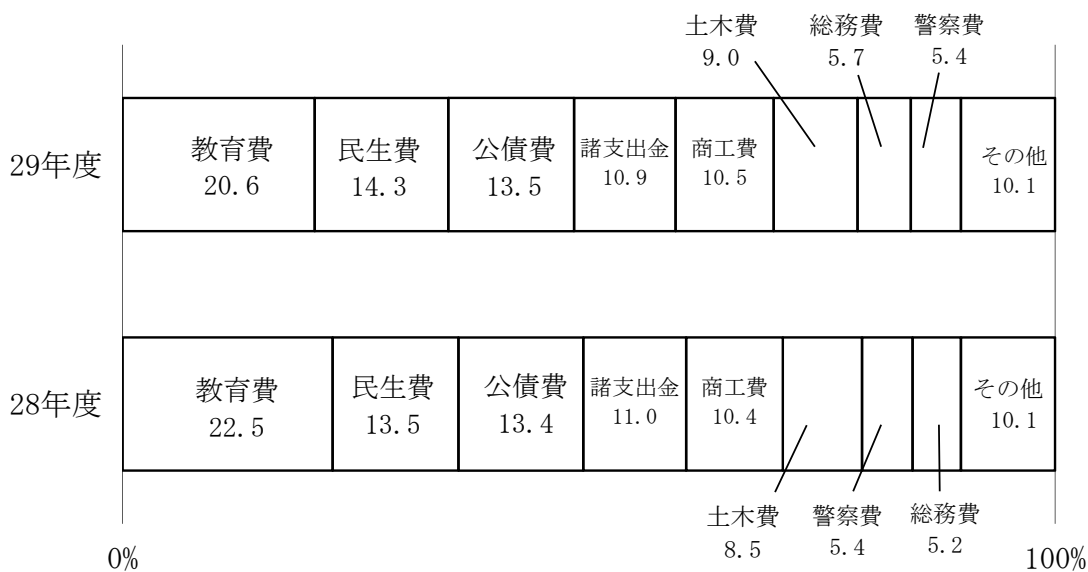 土木費 総務費 警察費
9.0 5.7 5.4
29年度
教育費 民生費 公債費 諸支出金 商工費 その他
20.6 14.3 13.5 10.9 10.5 10.1
28年度
教育費 民生費 公債費 諸支出金 商工費 その他
22.5 13.5 13.4 11.0 10.4 10.1
土木費 警察費 総務費
8.5 5.4 5.2
0% 100%